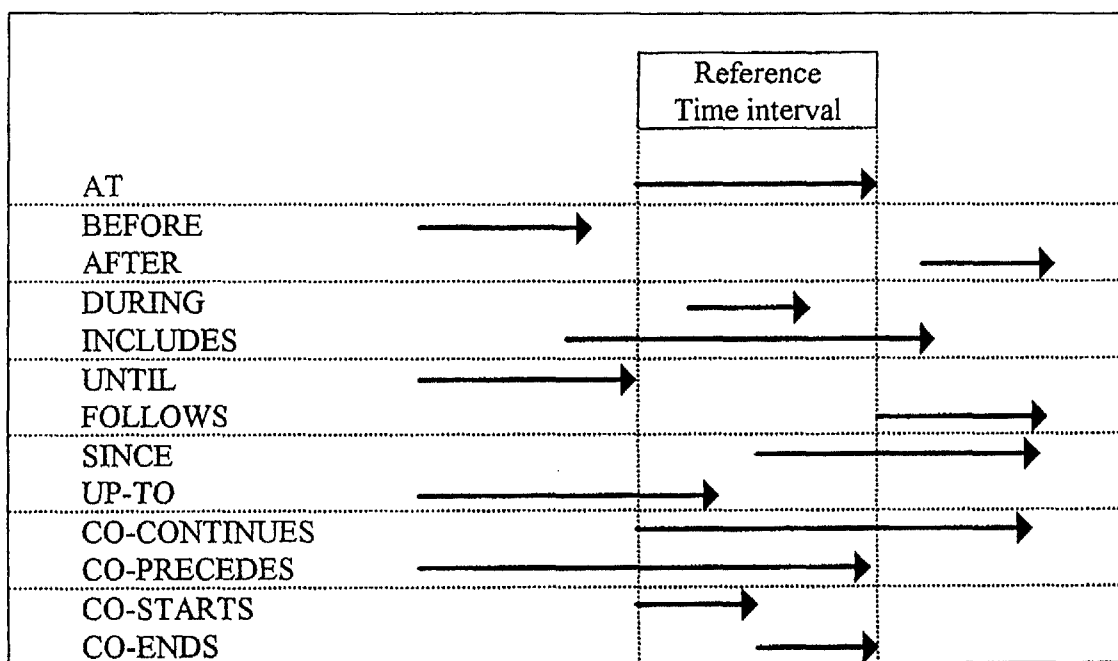 Reference
Time interval
AT
BEFORE
AFTER
DURING
INCLUDES
UNTIL
FOLLOWS
SINCE
UP-TO
CO-CONTINUES
CO-PRECEDES
CO-STARTS
CO-ENDS